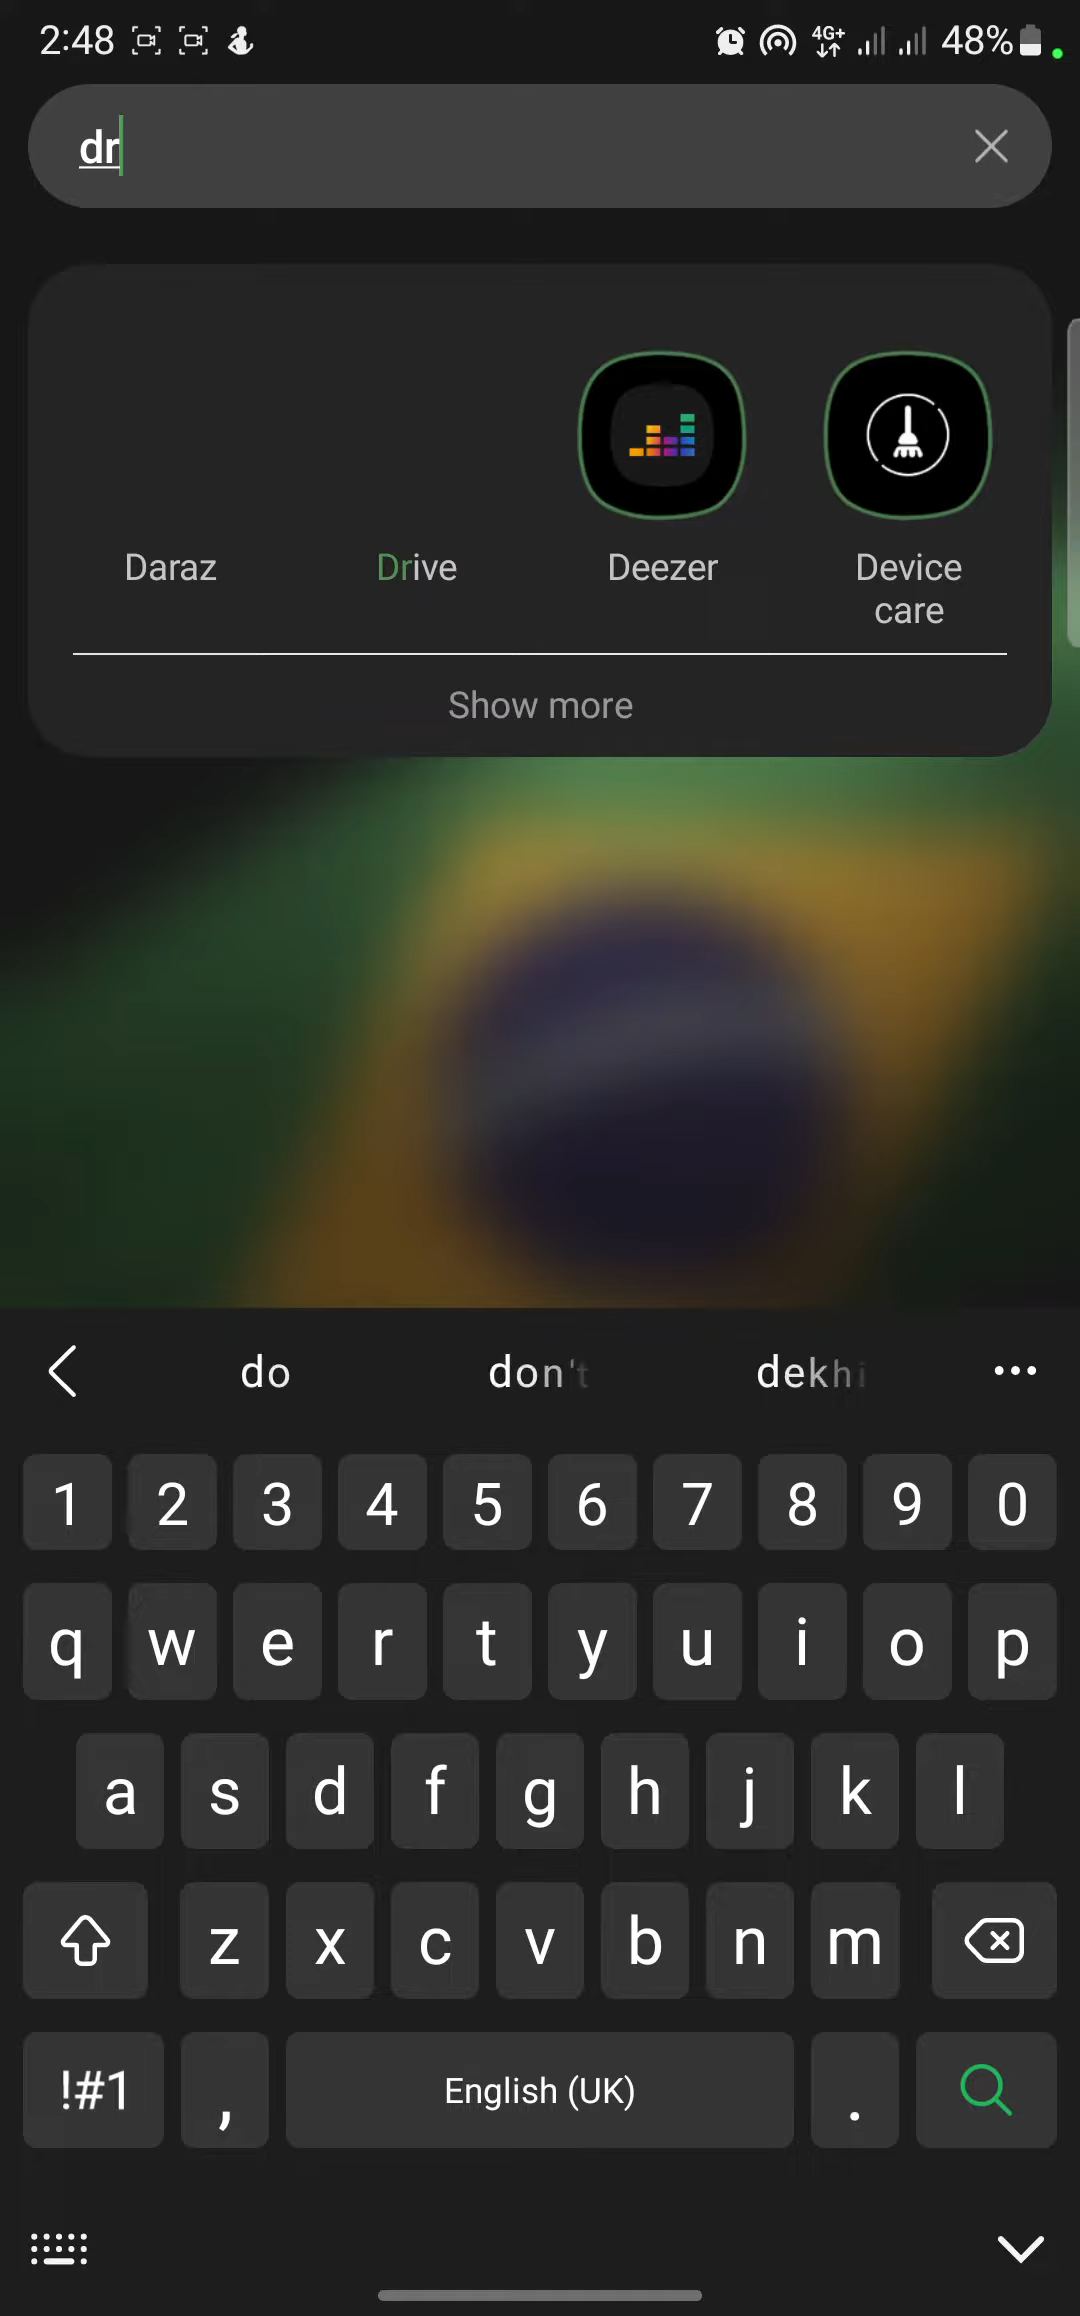 2:48
4G+
48%
dr
Daraz
Drive
Deezer
Device
care
Show more
do
don't
dekhi
1 2 3 4 5 6 7 8 9 0
q w e r t y u i o p
a s d f g h j k l
z x c v b n m
!#1 , English (UK) .